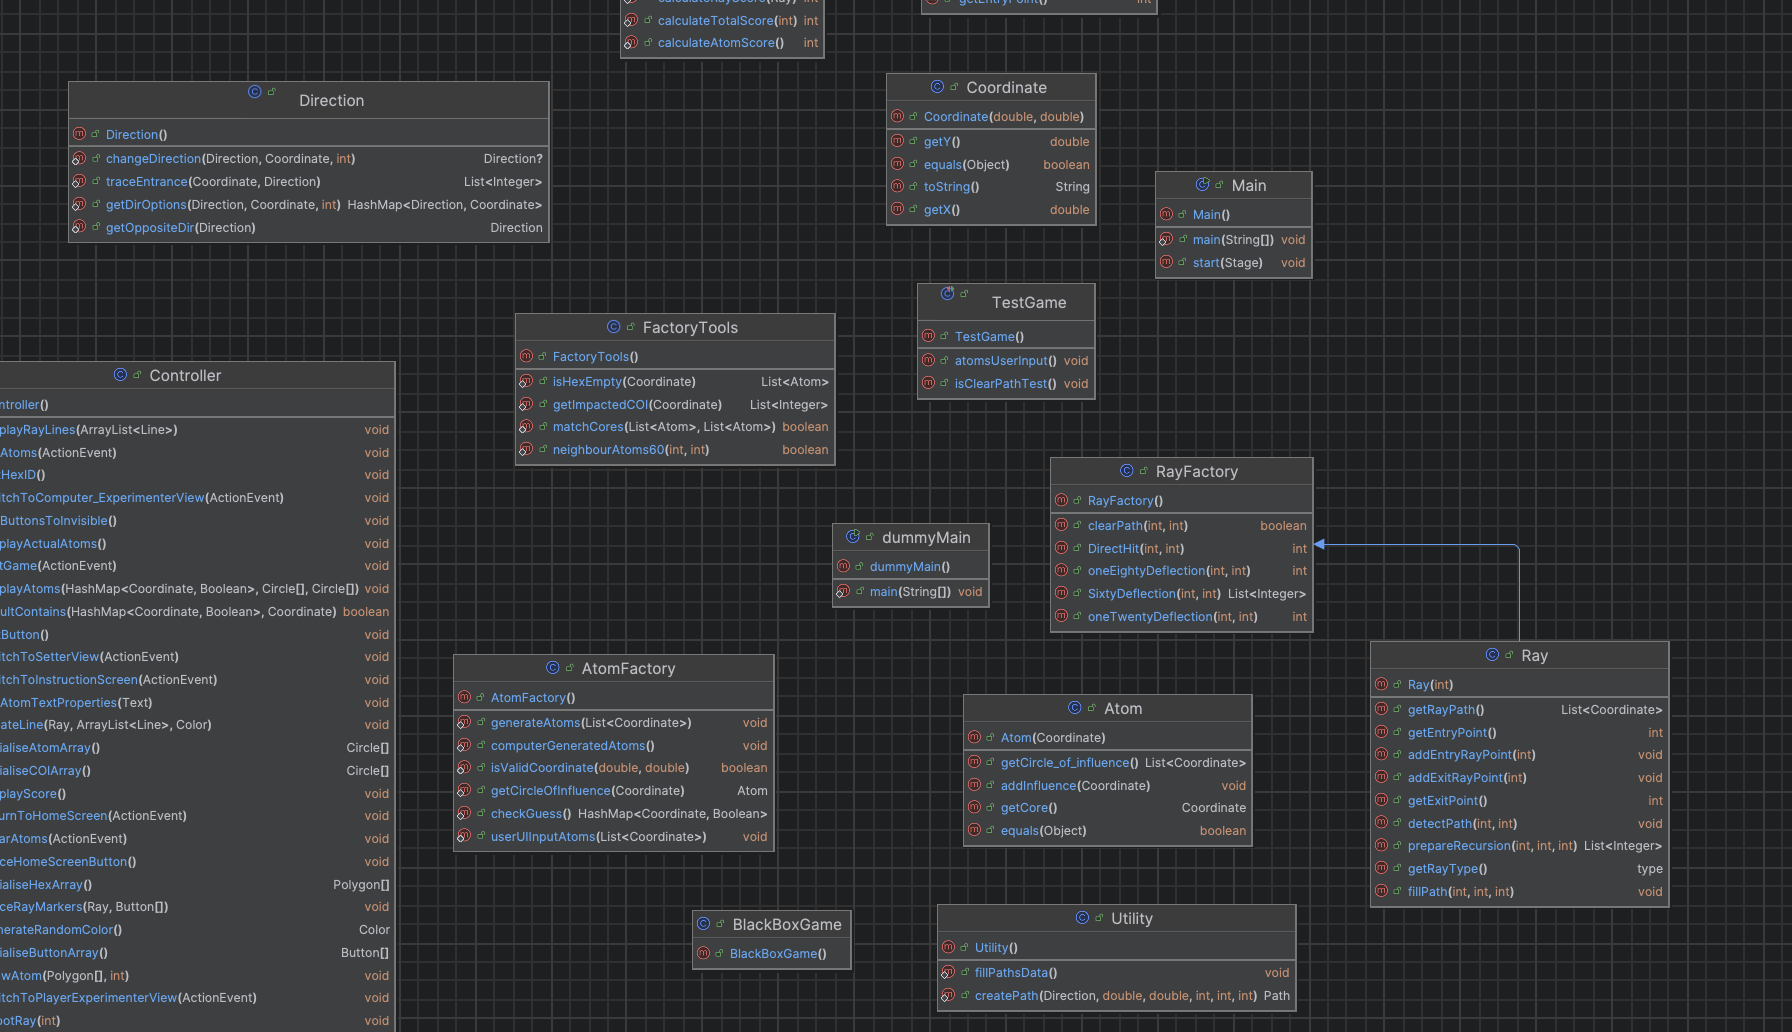 calculateTotalScore(int) int
calculateAtomScore() int
getEntryPoint() int
Direction
Direction()
changeDirection(Direction, Coordinate, int) Direction?
traceEntrance(Coordinate, Direction) List<Integer>
getDirOptions(Direction, Coordinate, int) HashMap<Direction, Coordinate>
getOppositeDir(Direction) Direction
Coordinate
Coordinate(double, double)
getY() double
equals(Object) boolean
toString() String
getX() double
Main
Main()
main(String[]) void
start(Stage) void
TestGame
TestGame()
atomsUserInput() void
isClearPathTest() void
FactoryTools
FactoryTools()
isHexEmpty(Coordinate) List<Atom>
getImpactedCOI(Coordinate) List<Integer>
matchCores(List<Atom>, List<Atom>) boolean
neighbourAtoms60(int, int) boolean
Controller
ntroller()
playRayLines(ArrayList<Line>) void
Atoms(ActionEvent) void
HexID() void
itchToComputer_ExperimenterView(ActionEvent) void
ButtonsToInvisible() void
playActualAtoms() void
tGame(ActionEvent) void
playAtoms(HashMap<Coordinate, Boolean>, Circle[], Circle[]) void
ultContains(HashMap<Coordinate, Boolean>, Coordinate) boolean
Button() void
itchToSetterView(ActionEvent) void
itchToInstructionScreen(ActionEvent) void
AtomTextProperties(Text) void
ateLine(Ray, ArrayList<Line>, Color) void
ialiseAtomArray() Circle[]
ialiseCOIArray() Circle[]
playScore() void
urnToHomeScreen(ActionEvent) void
arAtoms(ActionEvent) void
ceHomeScreenButton() void
ialiseHexArray() Polygon[]
ceRayMarkers(Ray, Button[]) void
nerateRandomColor() Color
ialiseButtonArray() Button[]
wAtom(Polygon[], int) void
itchToPlayerExperimenterView(ActionEvent) void
ootRay(int) void
RayFactory
RayFactory()
clearPath(int, int) boolean
DirectHit(int, int) int
oneEightyDeflection(int, int) int
SixtyDeflection(int, int) List<Integer>
oneTwentyDeflection(int, int) int
dummyMain
dummyMain()
main(String[]) void
AtomFactory
AtomFactory()
generateAtoms(List<Coordinate>) void
computerGeneratedAtoms() void
isValidCoordinate(double, double) boolean
getCircleOfInfluence(Coordinate) Atom
checkGuess() HashMap<Coordinate, Boolean>
userUIInputAtoms(List<Coordinate>) void
Atom
Atom(Coordinate)
getCircle_of_influence() List<Coordinate>
addInfluence(Coordinate) void
getCore() Coordinate
equals(Object) boolean
Ray
Ray(int)
getRayPath() List<Coordinate>
getEntryPoint() int
addEntryRayPoint(int) void
addExitRayPoint(int) void
getExitPoint() int
detectPath(int, int) void
prepareRecursion(int, int, int) List<Integer>
getRayType() type
fillPath(int, int, int) void
BlackBoxGame
BlackBoxGame()
Utility
Utility()
fillPathsData() void
createPath(Direction, double, double, int, int, int) Path